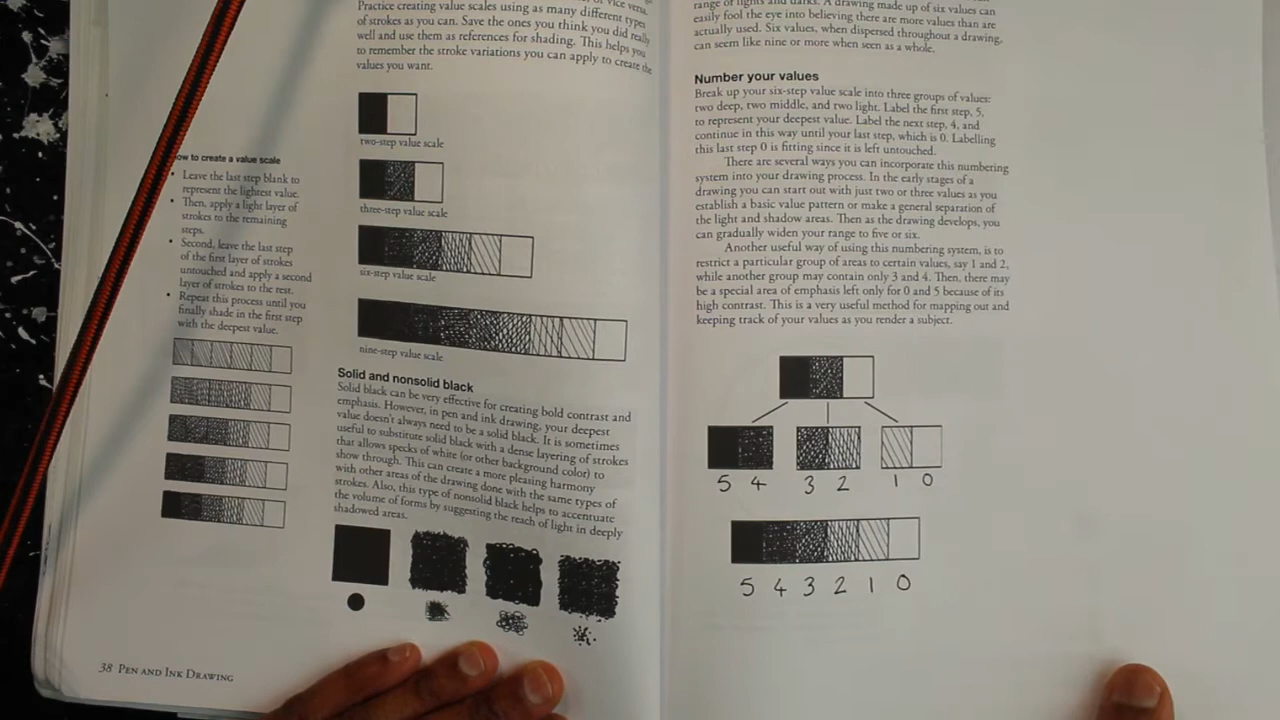 or vice versa.
Practice creating value scales using as many different types
of strokes as you can. Save the ones you think you did really
well and use them as references for shading. This helps you
to remember the stroke variations you can apply to create the
values you want.
two-step value scale
three-step value scale
six-step value scale
nine-step value scale
ow to create a value scale
• Leave the last step blank to
represent the lightest value.
• Then, apply a light layer of
strokes to the remaining
steps.
• Second, leave the last step
of the first layer of strokes
untouched and apply a second
layer of strokes to the rest.
• Repeat this process until you
finally shade in the first step
with the deepest value.
Solid and nonsolid black
Solid black can be very effective for creating bold contrast and
emphasis. However, in pen and ink drawing, your deepest
value doesn't always need to be a solid black. It is sometimes
useful to substitute solid black with a dense layering of strokes
that allows specks of white (or other background color) to
show through. This can create a more pleasing harmony
with other areas of the drawing done with the same types of
strokes. Also, this type of nonsolid black helps to accentuate
the volume of forms by suggesting the reach of light in deeply
shadowed areas.
38 Pen and Ink Drawing
range of lights and darks. A drawing made up of six values can
easily fool the eye into believing there are more values than are
actually used. Six values, when dispersed throughout a drawing,
can seem like nine or more when seen as a whole.
Number your values
Break up your six-step value scale into three groups of values:
two deep, two middle, and two light. Label the first step, 5,
to represent your deepest value. Label the next step, 4, and
continue in this way until your last step, which is 0. Labelling
this last step 0 is fitting since it is left untouched.
There are several ways you can incorporate this numbering
system into your drawing process. In the early stages of a
drawing you can start out with just two or three values as you
establish a basic value pattern or make a general separation of
the light and shadow areas. Then as the drawing develops, you
can gradually widen your range to five or six.
Another useful way of using this numbering system, is to
restrict a particular group of areas to certain values, say 1 and 2,
while another group may contain only 3 and 4. Then, there may
be a special area of emphasis left only for 0 and 5 because of its
high contrast. This is a very useful method for mapping out and
keeping track of your values as you render a subject.
5 4 3 2 1 0
5 4 3 2 1 0